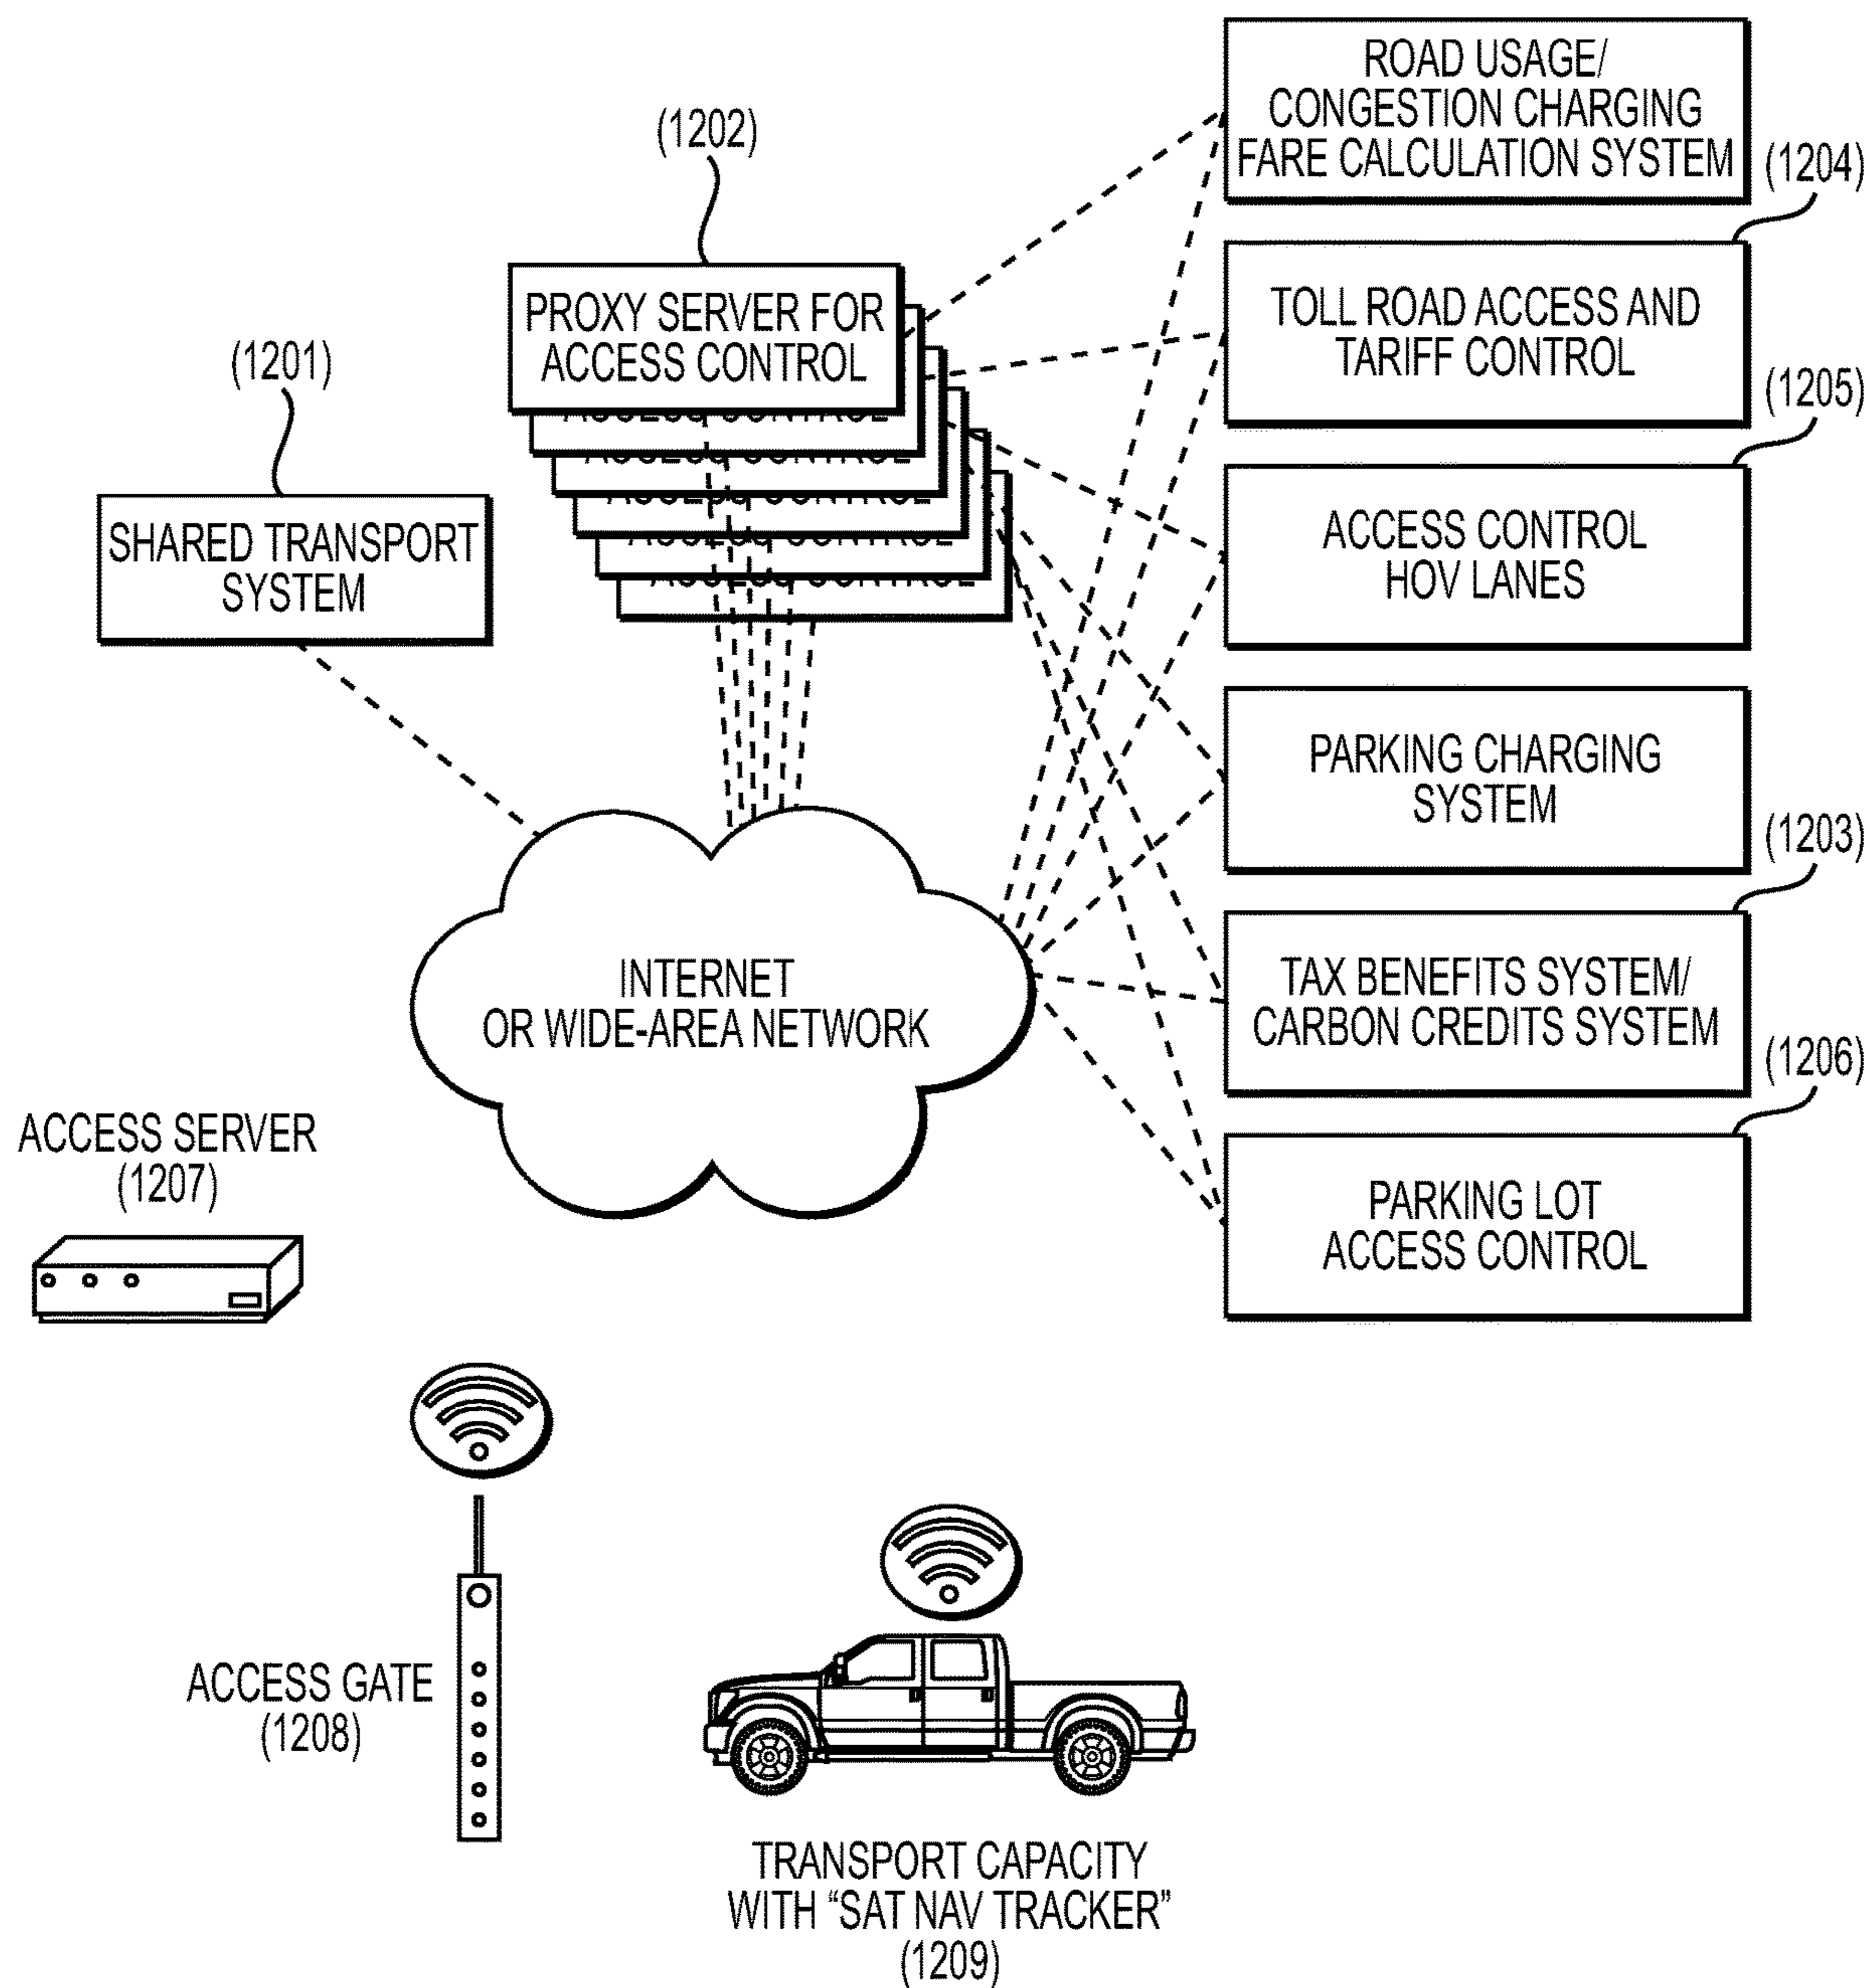 (1202)
PROXY SERVER FOR
ACCESS CONTROL
(1201)
SHARED TRANSPORT
SYSTEM
ROAD USAGE/
CONGESTION CHARGING
FARE CALCULATION SYSTEM
(1204)
TOLL ROAD ACCESS AND
TARIFF CONTROL
(1205)
ACCESS CONTROL
HOV LANES
PARKING CHARGING
SYSTEM
(1203)
TAX BENEFITS SYSTEM/
CARBON CREDITS SYSTEM
(1206)
PARKING LOT
ACCESS CONTROL
INTERNET
OR WIDE-AREA NETWORK
ACCESS SERVER
(1207)
ACCESS GATE
(1208)
TRANSPORT CAPACITY
WITH “SAT NAV TRACKER”
(1209)